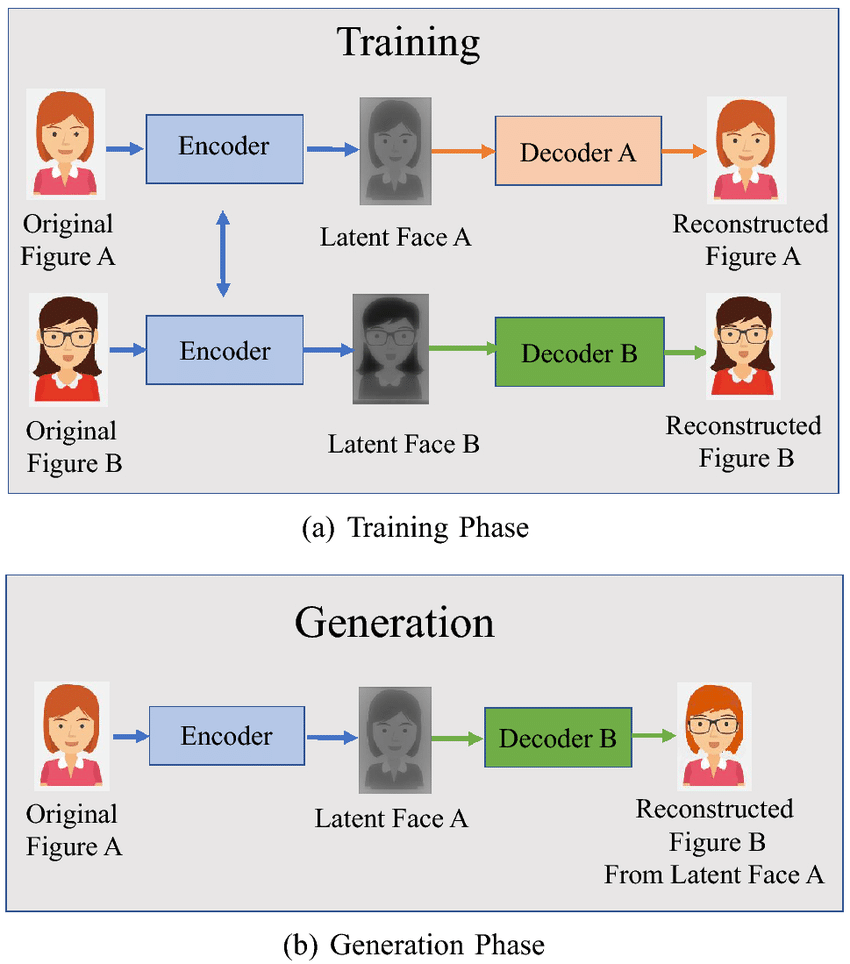 Training
Encoder
Decoder A
Original
Figure A
Latent Face A
Reconstructed
Figure A
Encoder
Decoder B
Original
Figure B
Latent Face B
Reconstructed
Figure B
(a) Training Phase
Generation
Encoder
Decoder B
Original
Figure A
Latent Face A
Reconstructed
Figure B
From Latent Face A
(b) Generation Phase